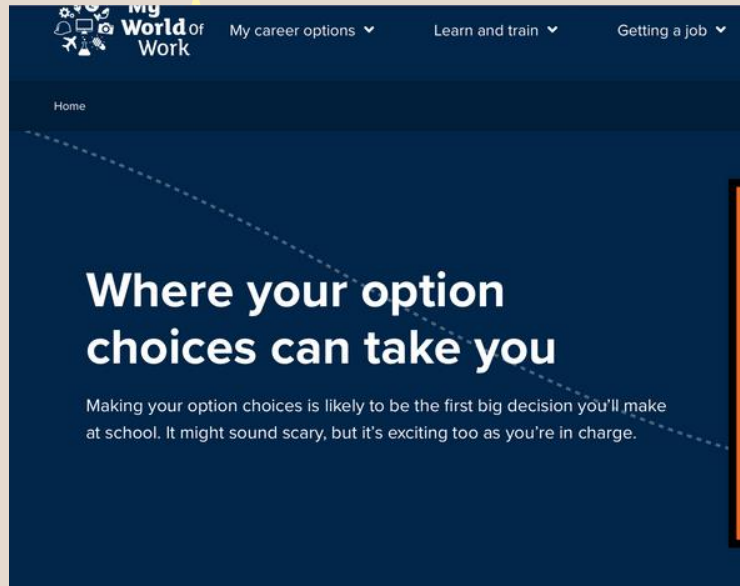 My
World Of
Work
My career options
Learn and train
Getting a job
Home
Where your option
choices can take you
Making your option choices is likely to be the first big decision you'll make
at school. It might sound scary, but it's exciting too as you're in charge.